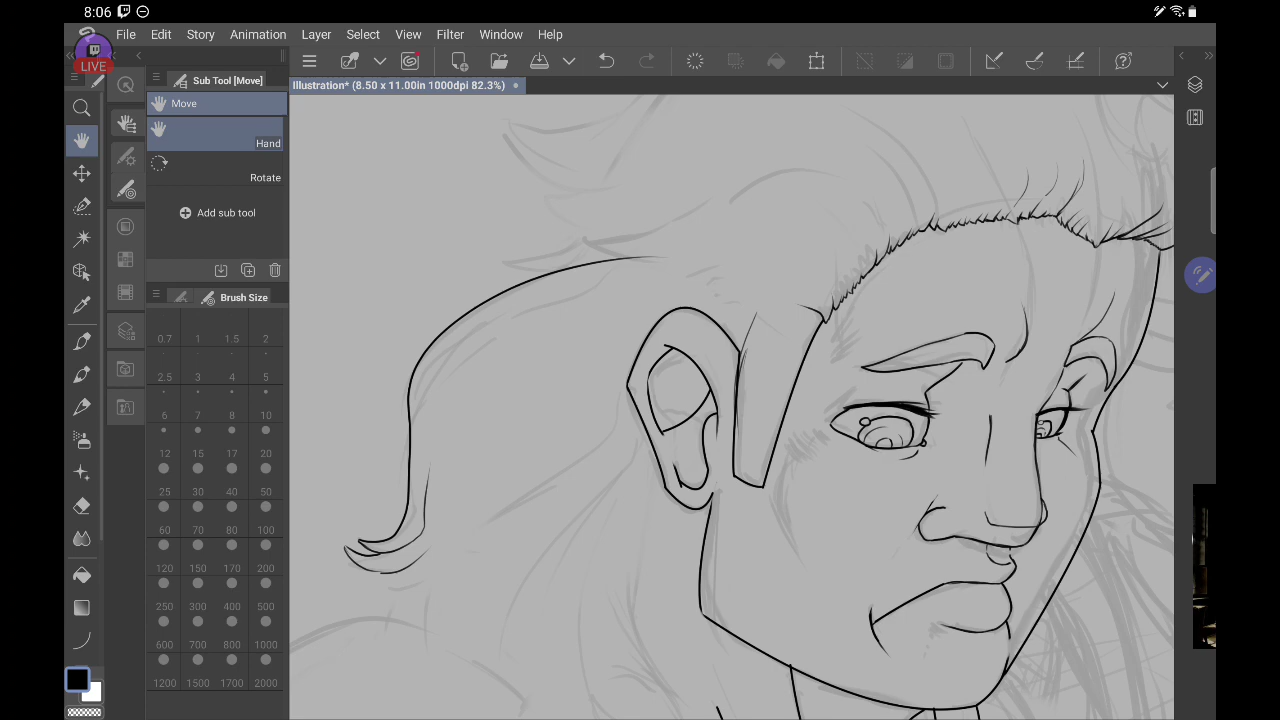 8:06
File Edit Story Animation Layer Select View Filter Window Help
LIVE
Sub Tool [Move]
Illustration* (8.50 x 11.00in 1000dpi 82.3%)
Move
Hand
Rotate
Add sub tool
Brush Size
0.7 1 1.5 2
2.5 3 4 5
6 7 8 10
12 15 17 20
25 30 40 50
60 70 80 100
120 150 170 200
250 300 400 500
600 700 800 1000
1200 1500 1700 2000